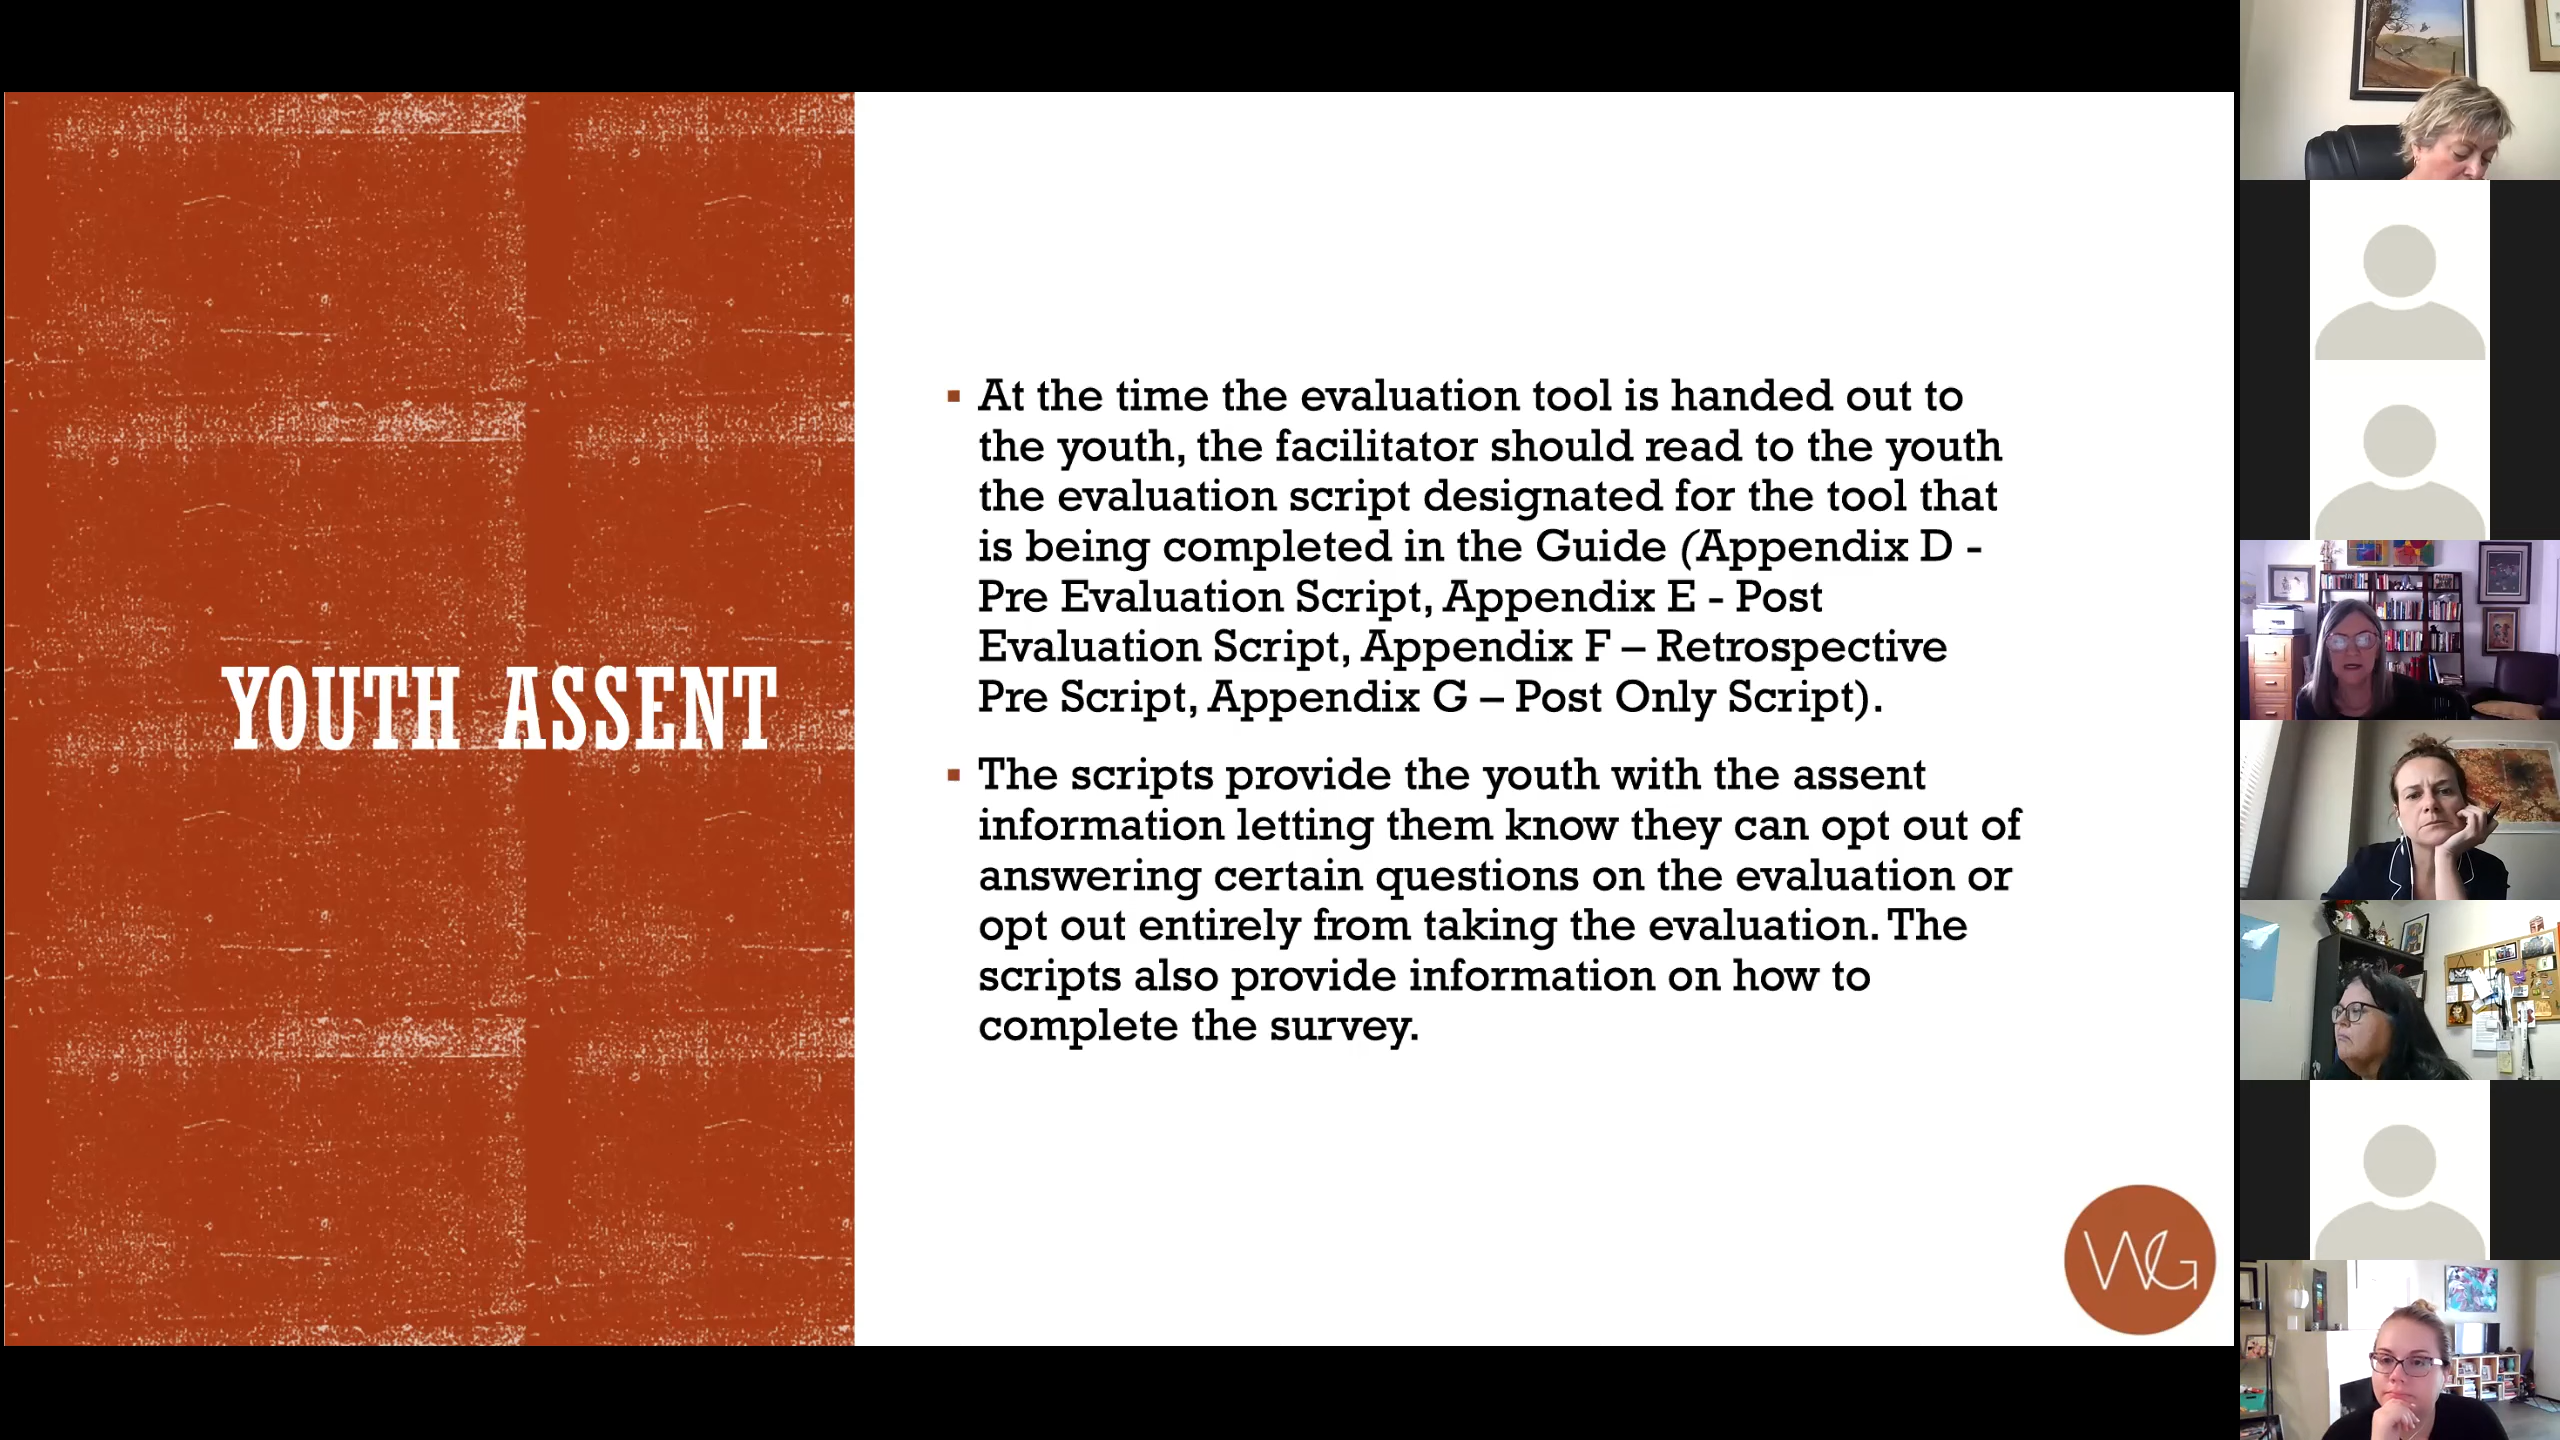 YOUTH ASSENT
▪ At the time the evaluation tool is handed out to
the youth, the facilitator should read to the youth
the evaluation script designated for the tool that
is being completed in the Guide (Appendix D -
Pre Evaluation Script, Appendix E - Post
Evaluation Script, Appendix F – Retrospective
Pre Script, Appendix G – Post Only Script).
▪ The scripts provide the youth with the assent
information letting them know they can opt out of
answering certain questions on the evaluation or
opt out entirely from taking the evaluation. The
scripts also provide information on how to
complete the survey.
WG